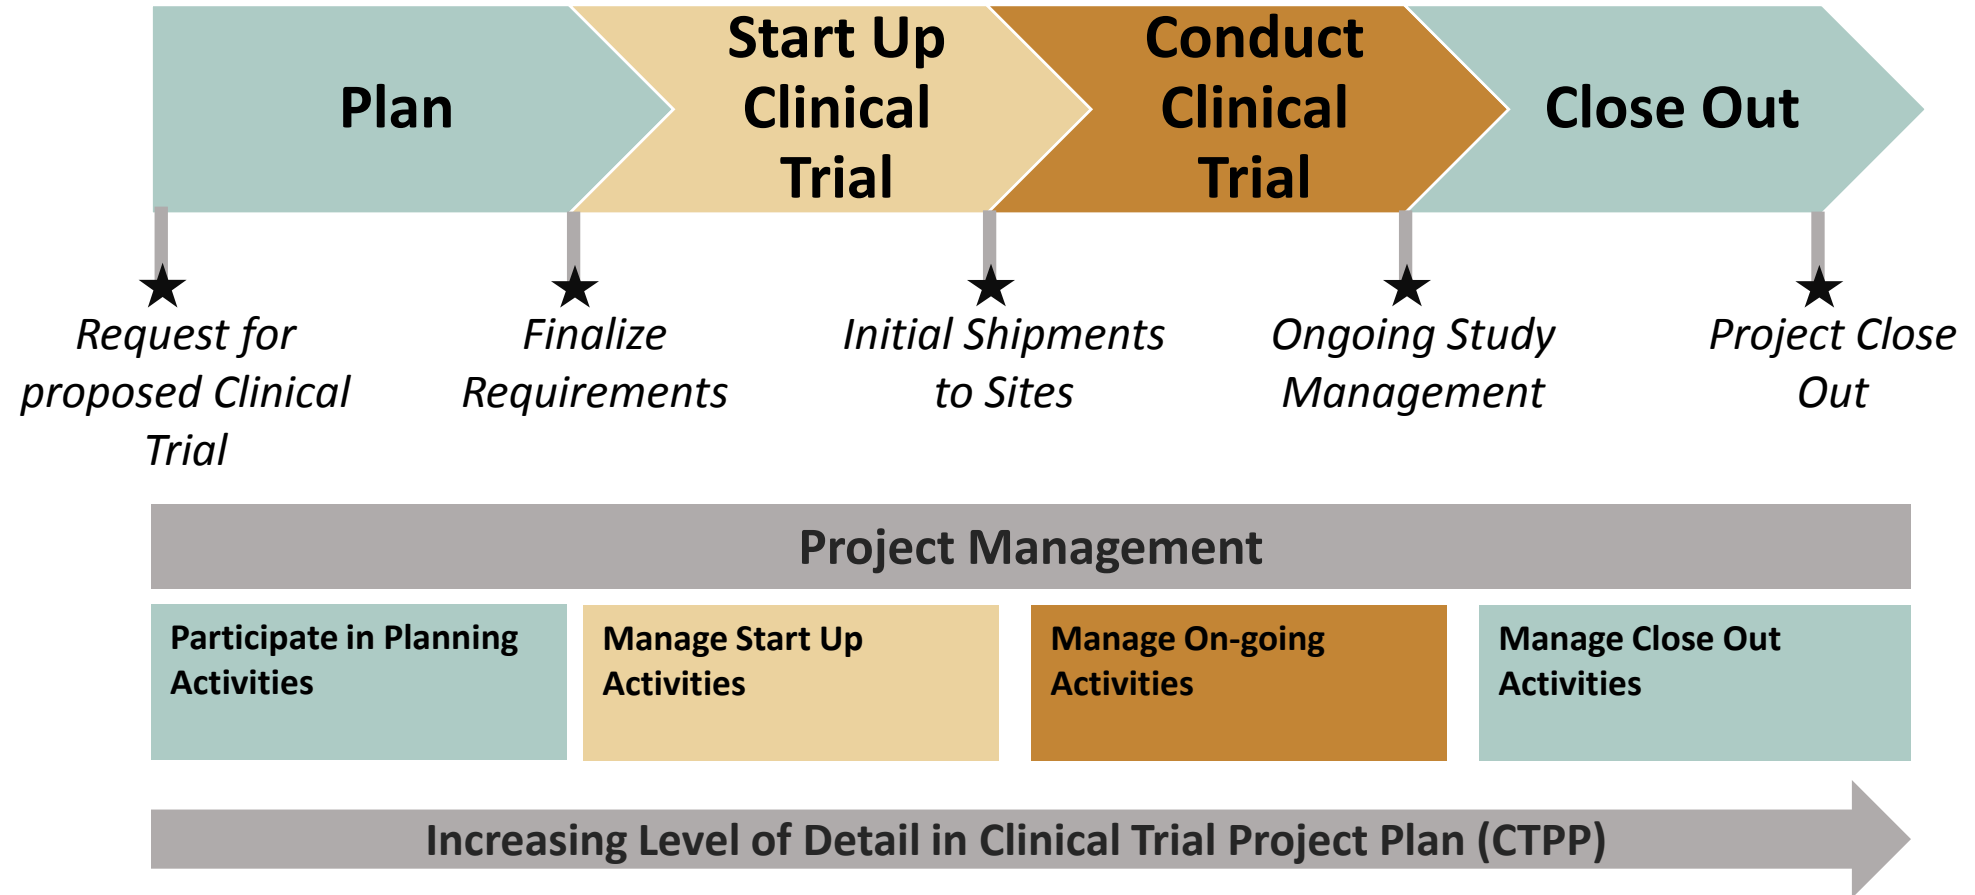 Plan
Start Up
Clinical
Trial
Conduct
Clinical
Trial
Close Out
Request for
proposed Clinical
Trial
Finalize
Requirements
Initial Shipments
to Sites
Ongoing Study
Management
Project Close
Out
Project Management
Participate in Planning
Activities
Manage Start Up
Activities
Manage On-going
Activities
Manage Close Out
Activities
Increasing Level of Detail in Clinical Trial Project Plan (CTPP)